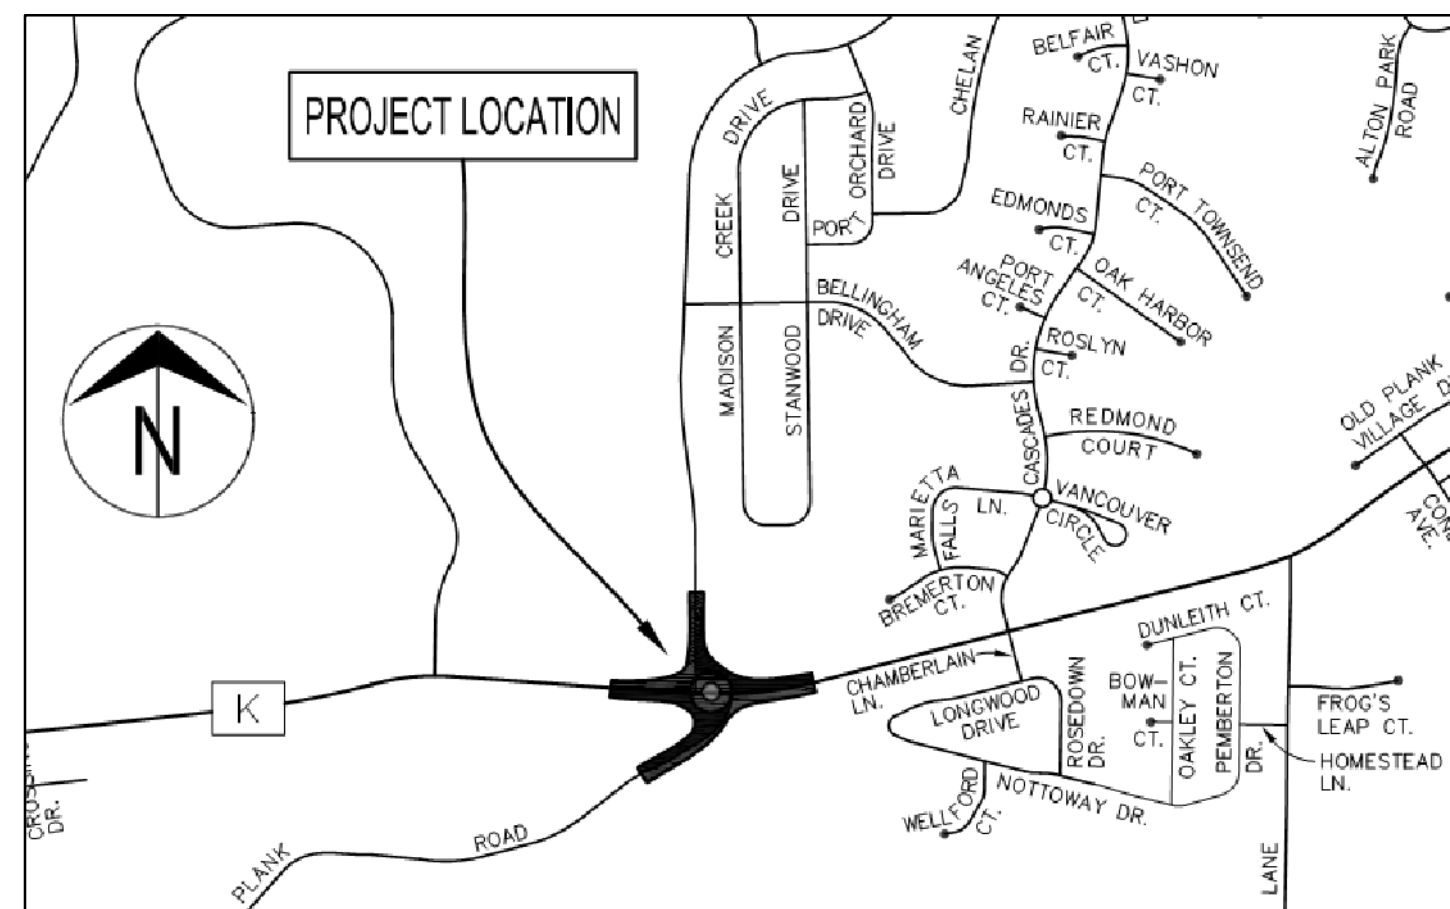 PROJECT LOCATION
N
K
BELFAIR
CT.
VASHON
CT.
CHELAN
DRIVE
ORCHARD
DRIVE
PORT
RAINIER
CT.
ALTON PARK
ROAD
CREEK
DRIVE
EDMONDS
CT.
PORT TOWNSEND
CT.
PORT
ANGELES
CT.
OAK HARBOR
CT.
BELLINGHAM
DRIVE
MADISON
STANWOOD
ROSLYN
CT.
CASCADES DR.
REDMOND
COURT
OLD PLANK
VILLAGE
AVE.
MARIETTA
FALLS
LN.
VANCOUVER
CIRCLE
BREMERTON
CT.
CHAMBERLAIN
LN.
LONGWOOD
DRIVE
ROSEDOWN
DR.
DUNLEITH CT.
BOW-
MAN
CT.
OAKLEY CT.
PEMBERTON
DR.
FROG'S
LEAP CT.
HOMESTEAD
LN.
NOTTOWAY DR.
WELLFORD
CT.
LANE
DR.
PLANK
ROAD